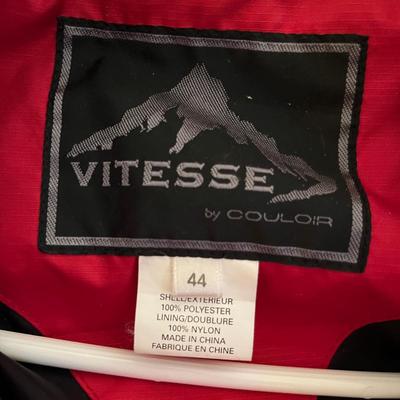 VITESSE
by COULOIR
44
SHELL/EXTERIEUR
100% POLYESTER
LINING/DOUBLURE
100% NYLON
MADE IN CHINA
FABRIQUE EN CHINE